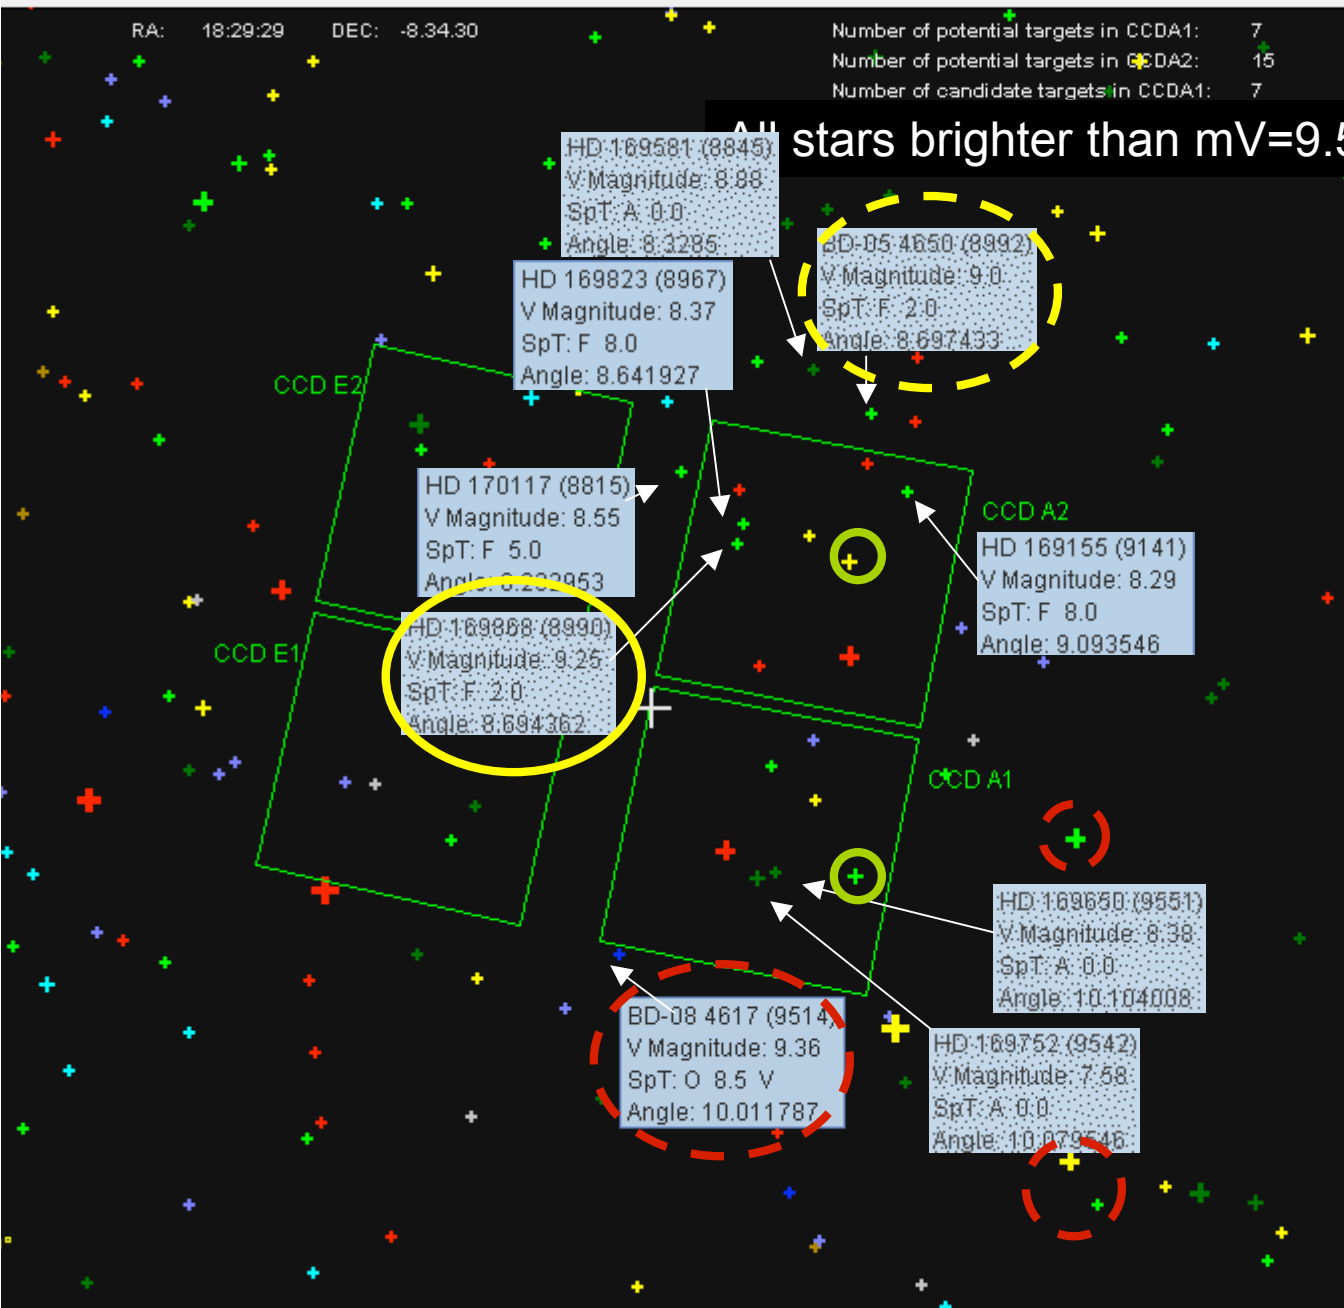 RA: 18:29:29 DEC: -8.34.30
Number of potential targets in CCDA1: 7
Number of potential targets in CCDA2: 15
Number of candidate targets in CCDA1: 7
All stars brighter than mV=9.5
HD 169581 (8845)
V Magnitude: 8.88
SpT: A 0.0
Angle: 8.3285
BD-05 4650 (8992)
V Magnitude: 9.0
SpT: F 2.0
Angle: 8.697433
HD 169823 (8967)
V Magnitude: 8.37
SpT: F 8.0
Angle: 8.641927
CCD E2
HD 170117 (8815)
V Magnitude: 8.55
SpT: F 5.0
Angle:
CCD A2
HD 169155 (9141)
V Magnitude: 8.29
SpT: F 8.0
Angle: 9.093546
CCD E1
HD 169868 (8990)
V Magnitude: 9.25
SpT: F 2.0
Angle: 8.694362
CCD A1
HD 169650 (9551)
V Magnitude: 8.38
SpT: A 0.0
Angle: 10.104008
BD-08 4617 (9514)
V Magnitude: 9.36
SpT: O 8.5 V
Angle: 10.011787
HD 169752 (9542)
V Magnitude: 7.58
SpT: A 0.0
Angle: 10.079546